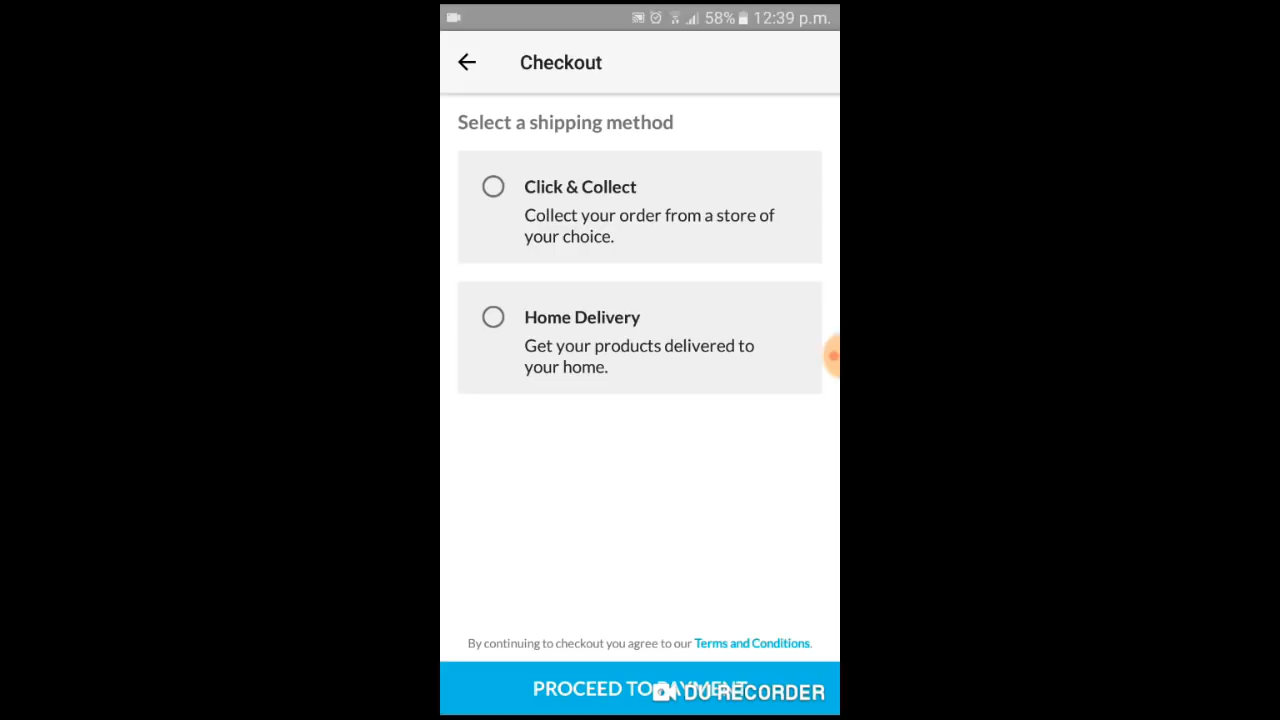 58% 12:39 p.m.
Checkout
Select a shipping method
Click & Collect
Collect your order from a store of
your choice.
Home Delivery
Get your products delivered to
your home.
By continuing to checkout you agree to our Terms and Conditions.
PROCEED TO PAYMENT
DU RECORDER